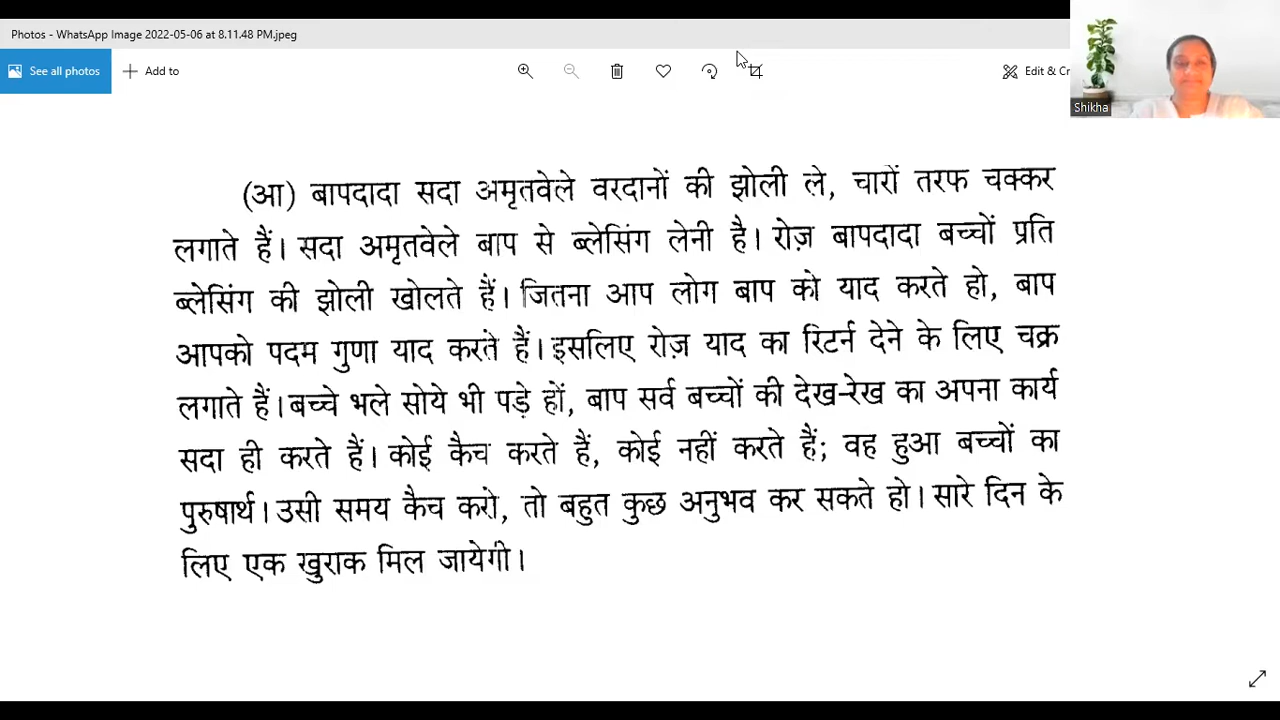 Photos - WhatsApp Image 2022-05-06 at 8.11.48 PM.jpeg
See all photos
Add to
Edit & Cr
Shikha
(आ) बापदादा सदा अमृतवेले वरदानों की झोली ले, चारों तरफ चक्कर
लगाते हैं। सदा अमृतवेले बाप से ब्लेसिंग लेनी है। रोज़ बापदादा बच्चों प्रति
ब्लेसिंग की झोली खोलते हैं। जितना आप लोग बाप को याद करते हो, बाप
आपको पदम गुणा याद करते हैं। इसलिए रोज़ याद का रिटर्न देने के लिए चक्र
लगाते हैं। बच्चे भले सोये भी पड़े हों, बाप सर्व बच्चों की देख-रेख का अपना कार्य
सदा ही करते हैं। कोई कैच करते हैं, कोई नहीं करते हैं; वह हुआ बच्चों का
पुरुषार्थ। उसी समय कैच करो, तो बहुत कुछ अनुभव कर सकते हो। सारे दिन के
लिए एक खुराक मिल जायेगी।